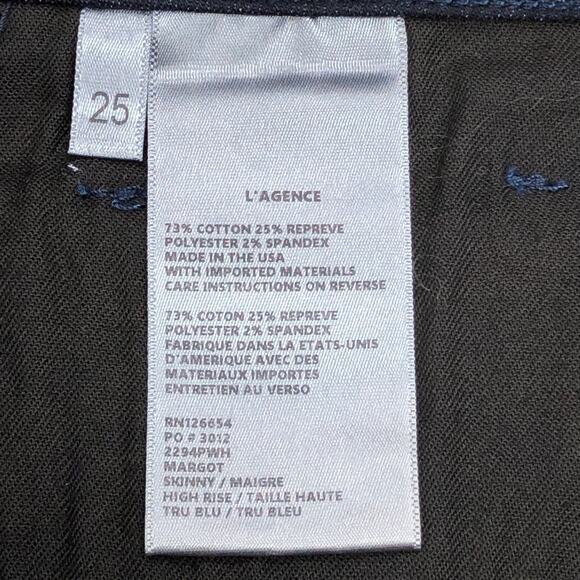 25
L'AGENCE
73% COTTON 25% REPREVE
POLYESTER 2% SPANDEX
MADE IN THE USA
WITH IMPORTED MATERIALS
CARE INSTRUCTIONS ON REVERSE
73% COTON 25% REPREVE
POLYESTER 2% SPANDEX
FABRIQUE DANS LA ETATS-UNIS
D'AMERIQUE AVEC DES
MATERIAUX IMPORTES
ENTRETIEN AU VERSO
RN126654
PO # 3012
2294PWH
MARGOT
SKINNY / MAIGRE
HIGH RISE / TAILLE HAUTE
TRU BLU / TRU BLEU